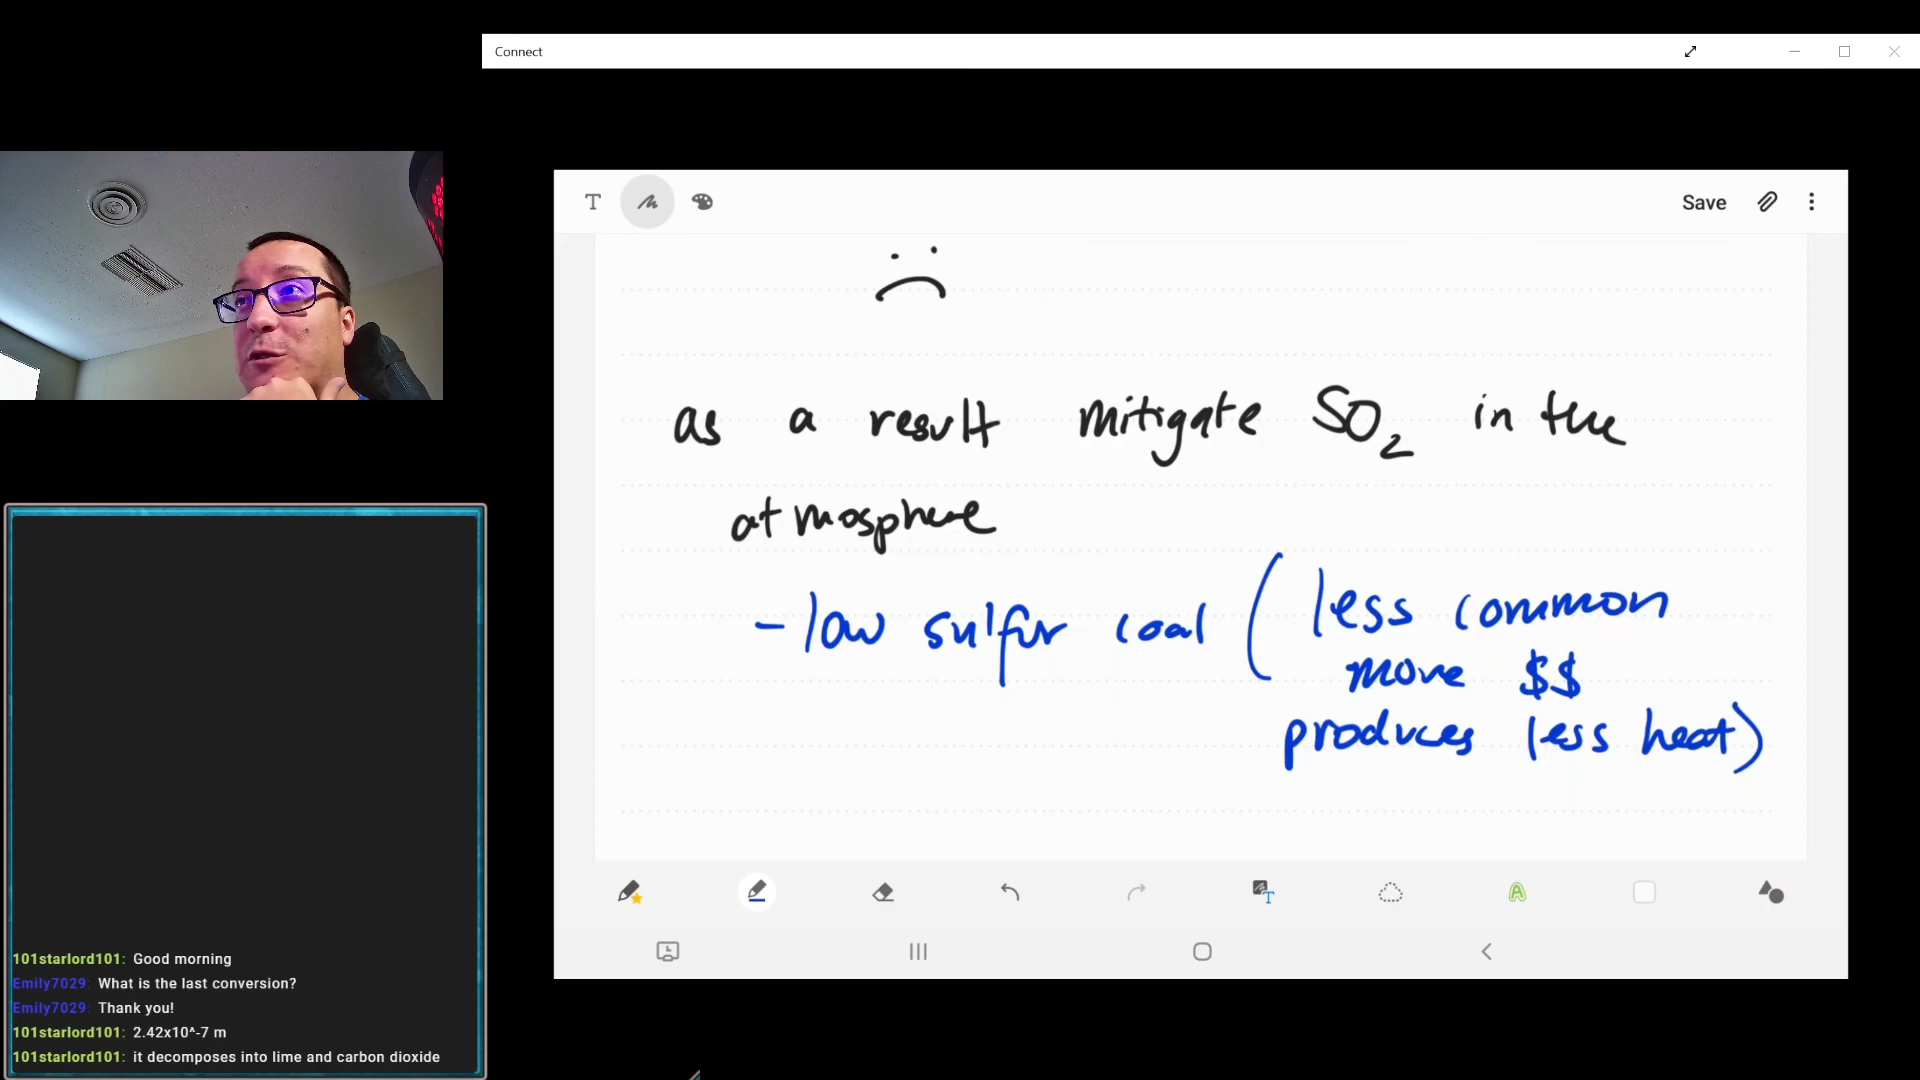 Connect
T
Save
as a result mitigate SO2 in the
atmosphere
- low sulfur coal (less common
more $$
produces less heat)
T
A
101starlord101: Good morning
Emily7029: What is the last conversion?
Emily7029: Thank you!
101starlord101: 2.42x10^-7 m
101starlord101: it decomposes into lime and carbon dioxide